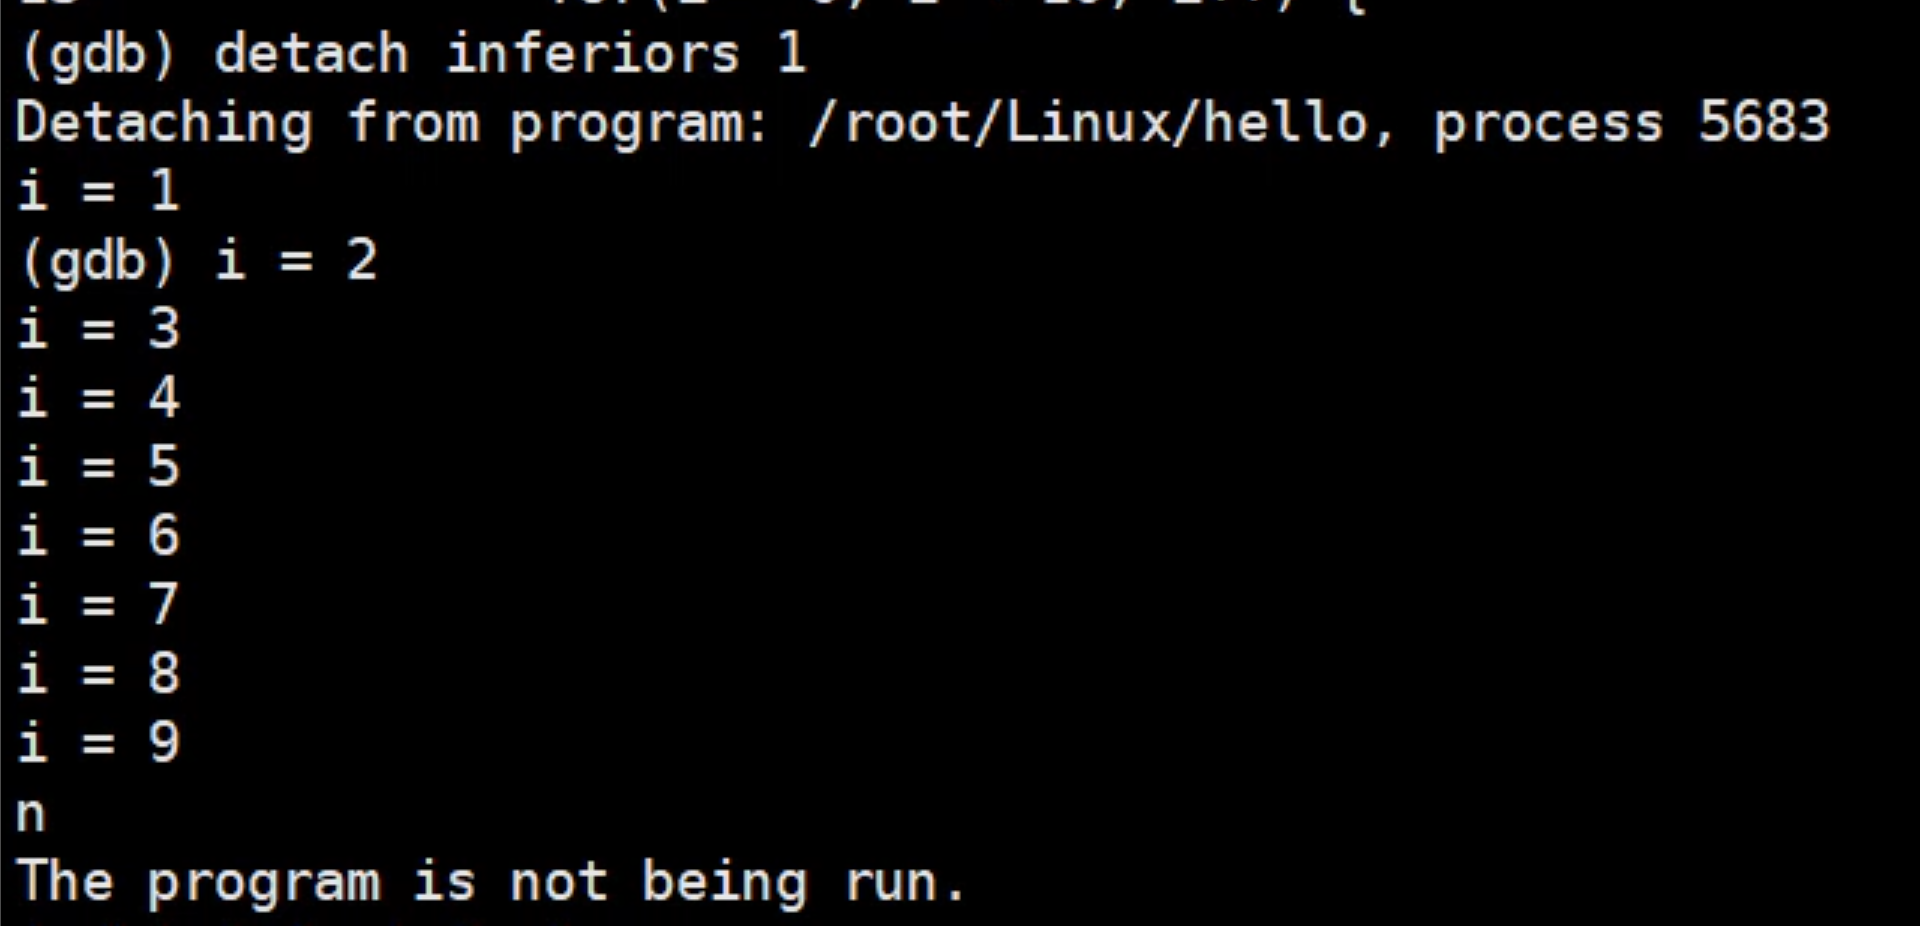 (gdb) detach inferiors 1
Detaching from program: /root/Linux/hello, process 5683
i = 1
(gdb) i = 2
i = 3
i = 4
i = 5
i = 6
i = 7
i = 8
i = 9
n
The program is not being run.